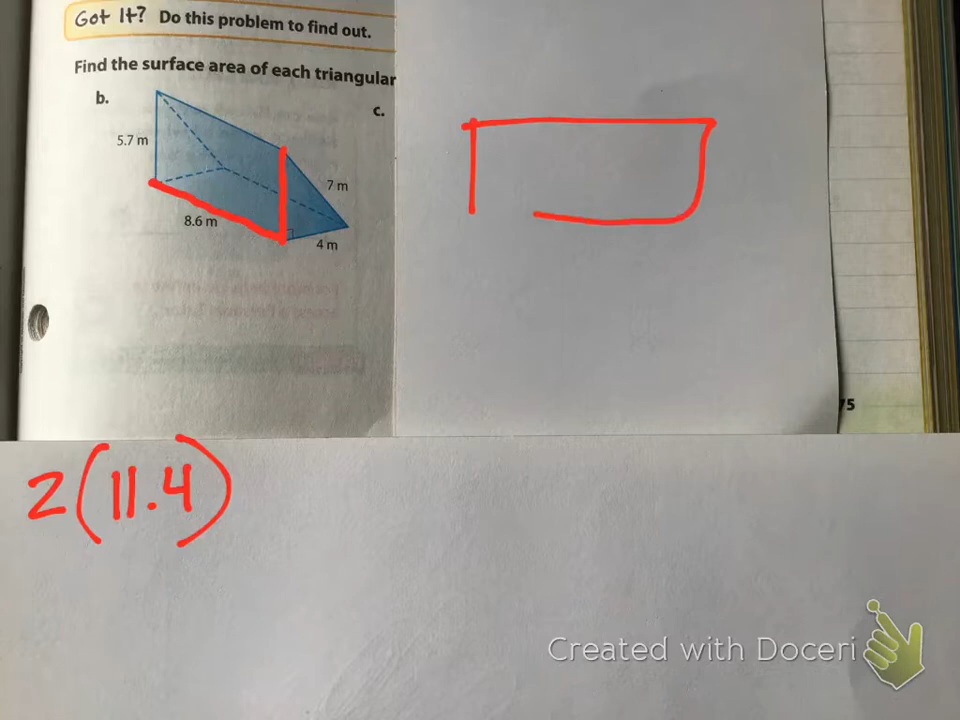 Got It? Do this problem to find out.
Find the surface area of each triangular
b.
c.
5.7 m
7 m
8.6 m
4 m
75
2(11.4)
Created with Doceri